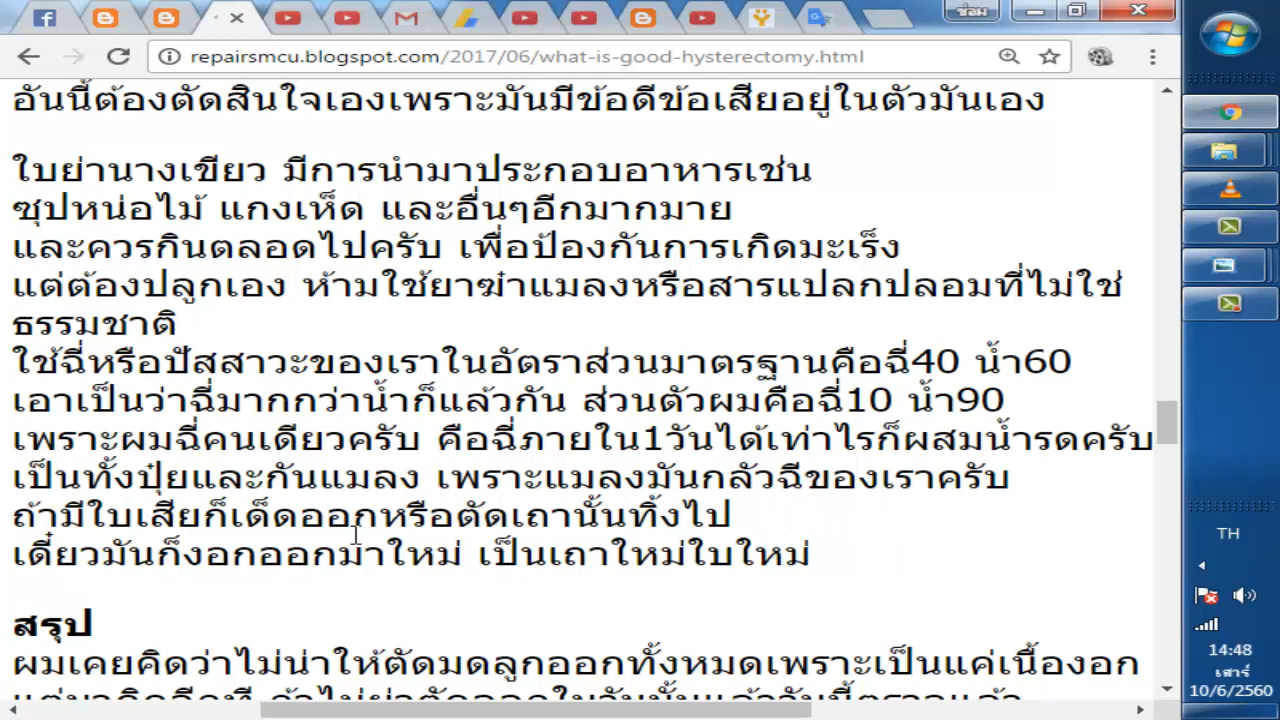 ซ่อม
repairsmcu.blogspot.com/2017/06/what-is-good-hysterectomy.html
อันนี้ต้องตัดสินใจเองเพราะมันมีข้อดีข้อเสียอยู่ในตัวมันเอง
ใบย่านางเขียว มีการนำมาประกอบอาหารเช่น
ซุปหน่อไม้ แกงเห็ด และอื่นๆอีกมากมาย
และควรกินตลอดไปครับ เพื่อป้องกันการเกิดมะเร็ง
แต่ต้องปลูกเอง ห้ามใช้ยาฆ่าแมลงหรือสารแปลกปลอมที่ไม่ใช่
ธรรมชาติ
ใช้ฉี่หรือปัสสาวะของเราในอัตราส่วนมาตรฐานคือฉี่40 น้ำ60
เอาเป็นว่าฉี่มากกว่าน้ำก็แล้วกัน ส่วนตัวผมคือฉี่10 น้ำ90
เพราะผมฉี่คนเดียวครับ คือฉี่ภายใน1วันได้เท่าไรก็ผสมน้ำรดครับ
เป็นทั้งปุ๋ยและกันแมลง เพราะแมลงมันกลัวฉี่ของเราครับ
ถ้ามีใบเสียก็เด็ดออกหรือตัดเถานั้นทิ้งไป
เดี๋ยวมันก็งอกออกมาใหม่ เป็นเถาใหม่ใบใหม่
สรุป
ผมเคยคิดว่าไม่น่าให้ตัดมดลูกออกทั้งหมดเพราะเป็นแค่เนื้องอก
TH
14:48
เสาร์
10/6/2560